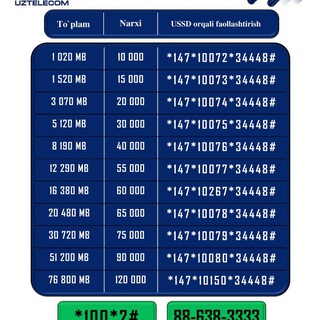 UZTELECOM
To`plam Narxi USSD orqali faollashtirish
1 020 MB 10 000 *147*10072*34448#
1 520 MB 15 000 *147*10073*34448#
3 070 MB 20 000 *147*10074*34448#
5 120 MB 30 000 *147*10075*34448#
8 190 MB 40 000 *147*10076*34448#
12 290 MB 55 000 *147*10077*34448#
16 380 MB 60 000 *147*10267*34448#
20 480 MB 65 000 *147*10078*34448#
30 720 MB 75 000 *147*10079*34448#
51 200 MB 90 000 *147*10080*34448#
76 800 MB 120 000 *147*10150*34448#
*100*2# 88-638-3333